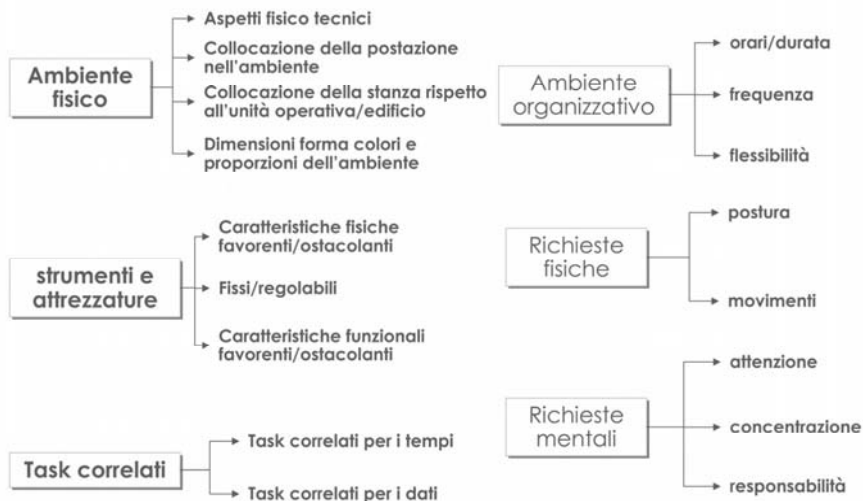 Ambiente
fisico
Aspetti fisico tecnici
Collocazione della postazione
nell'ambiente
Collocazione della stanza rispetto
all'unità operativa/edificio
Dimensioni forma colori e
proporzioni dell'ambiente
strumenti e
attrezzature
Caratteristiche fisiche
favorenti/ostacolanti
Fissi/regolabili
Caratteristiche funzionali
favorenti/ostacolanti
Task correlati
Task correlati per i tempi
Task correlati per i dati
Ambiente
organizzativo
orari/durata
frequenza
flessibilità
Richieste
fisiche
postura
movimenti
Richieste
mentali
attenzione
concentrazione
responsabilità